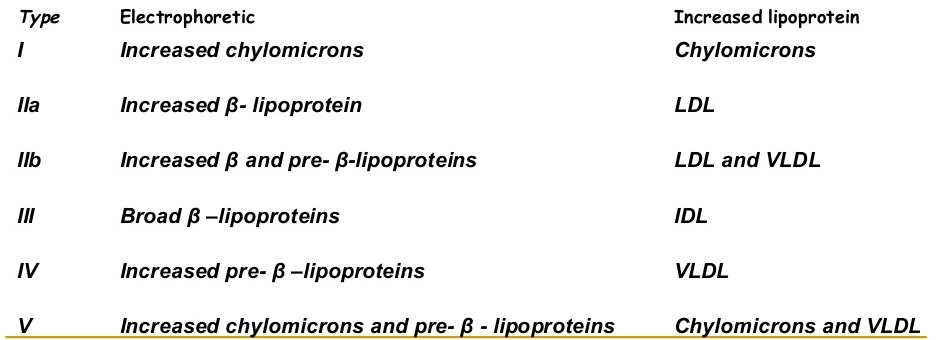 Type Electrophoretic Increased lipoprotein
I Increased chylomicrons Chylomicrons
IIa Increased β- lipoprotein LDL
IIb Increased β and pre- β-lipoproteins LDL and VLDL
III Broad β –lipoproteins IDL
IV Increased pre- β –lipoproteins VLDL
V Increased chylomicrons and pre- β - lipoproteins Chylomicrons and VLDL